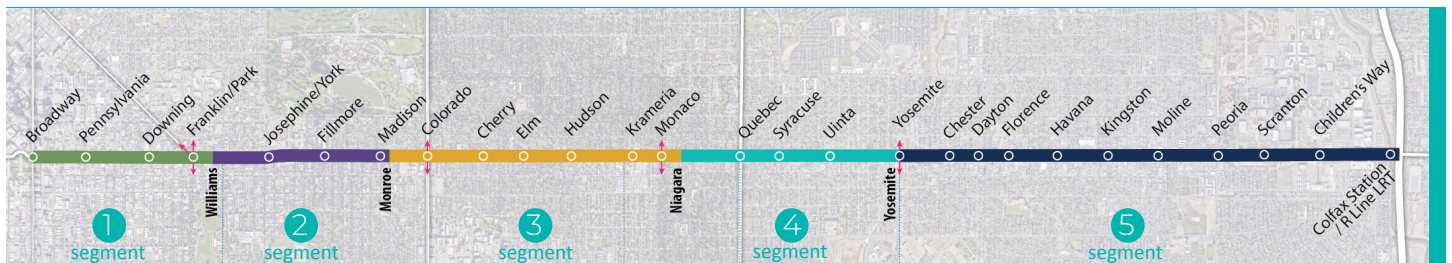 Broadway
Pennsylvania
Downing
Franklin/Park
Josephine/York
Fillmore
Madison
Colorado
Cherry
Elm
Hudson
Krameria
Monaco
Quebec
Syracuse
Uinta
Yosemite
Chester
Dayton
Florence
Havana
Kingston
Moline
Peoria
Scranton
Children's Way
Colfax Station
/ R Line LRT
Williams
Monroe
Niagara
Yosemite
1
segment
2
segment
3
segment
4
segment
5
segment